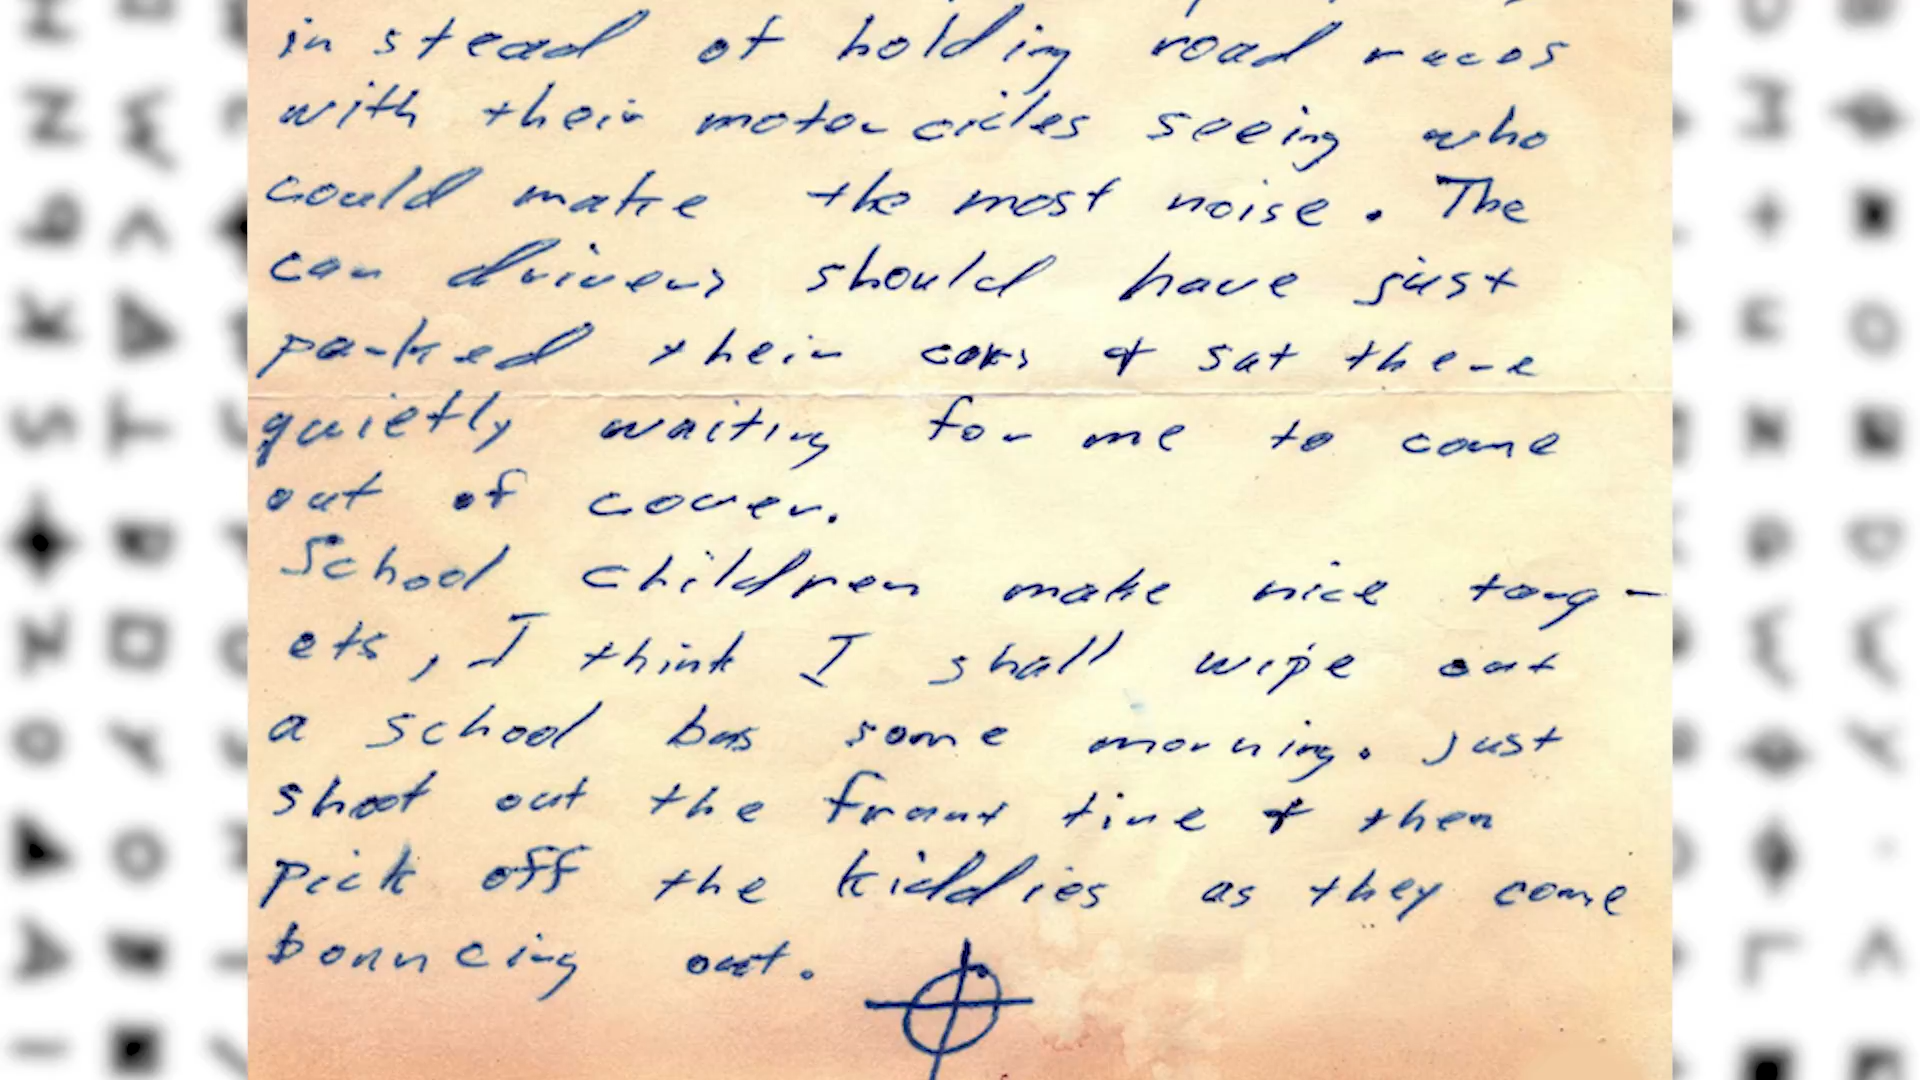 in stead of holding road races
with their motorcicles seeing who
could make the most noise. The
car drivers should have just
parked their cars & sat there
quietly waiting for me to come
out of cover.
School children make nice targ-
ets, I think I shall wipe out
a school bus some morning. Just
shoot out the front tire & then
pick off the kiddies as they come
bouncing out.